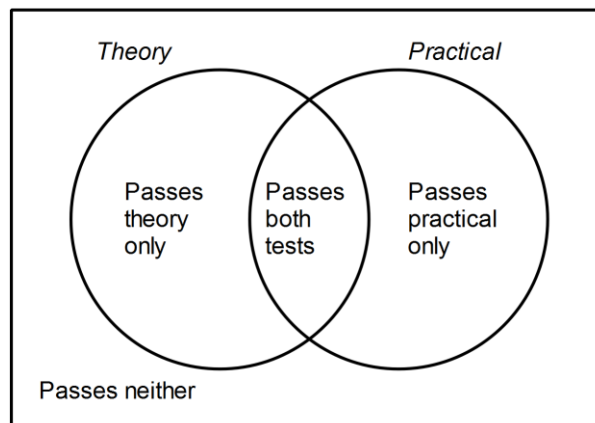 Theory
Practical
Passes
theory
only
Passes
both
tests
Passes
practical
only
Passes neither